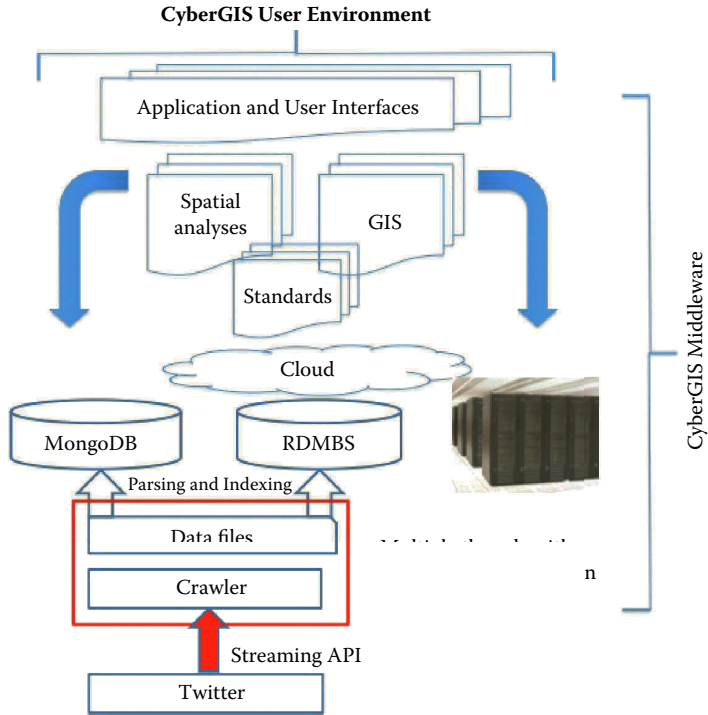 CyberGIS User Environment
Application and User Interfaces
Spatial
analyses
GIS
Standards
Cloud
CyberGIS Middleware
MongoDB
RDMBS
Parsing and Indexing
Data files
Crawler
n
Streaming API
Twitter